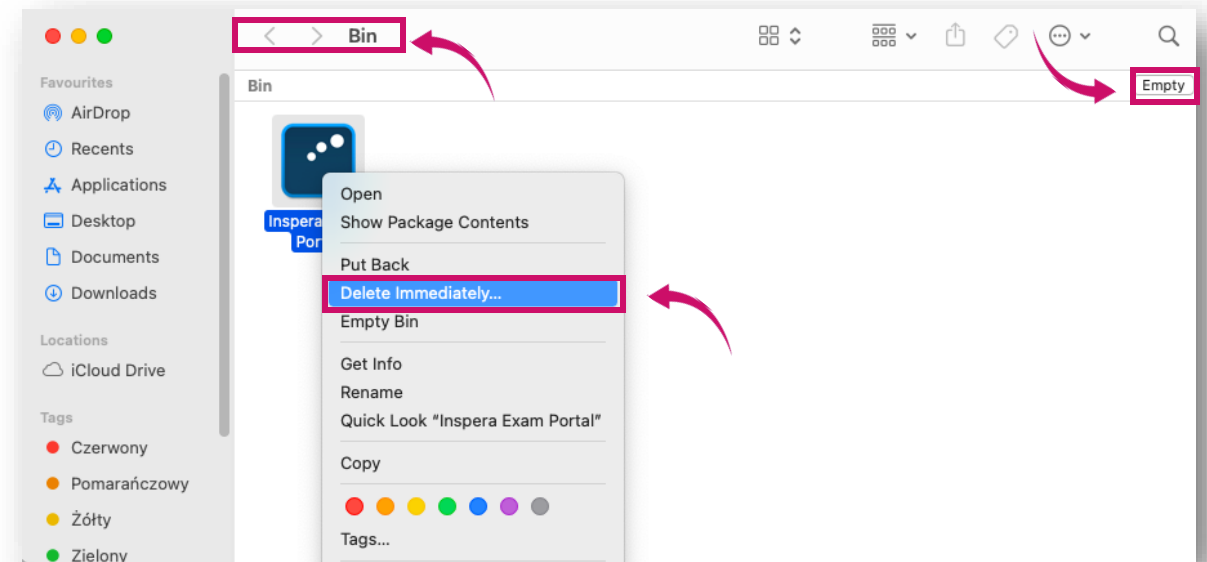 Bin
Favourites
AirDrop
Recents
Applications
Desktop
Documents
Downloads
Locations
iCloud Drive
Tags
Czerwony
Pomarańczowy
Żółty
Zielony
Bin
Empty
Inspera
Por
Open
Show Package Contents
Put Back
Delete Immediately...
Empty Bin
Get Info
Rename
Quick Look “Inspera Exam Portal”
Copy
Tags...